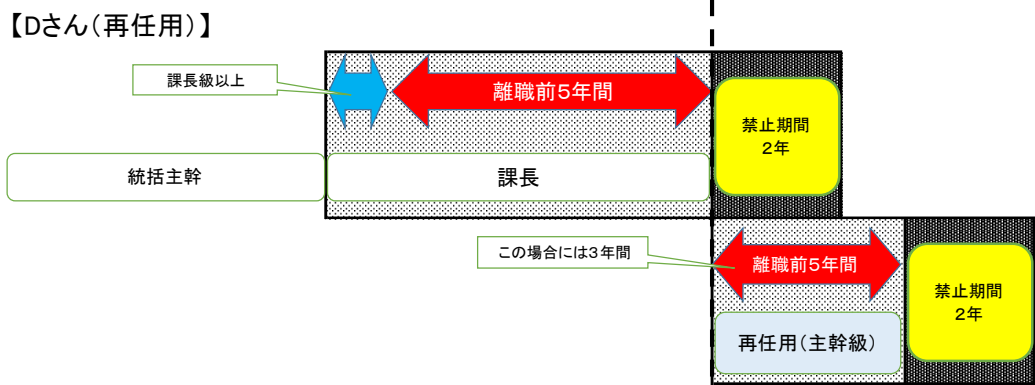 【Dさん(再任用)】
課長級以上
離職前5年間
禁止期間
2年
統括主幹
課長
この場合には3年間
離職前5年間
禁止期間
2年
再任用(主幹級)